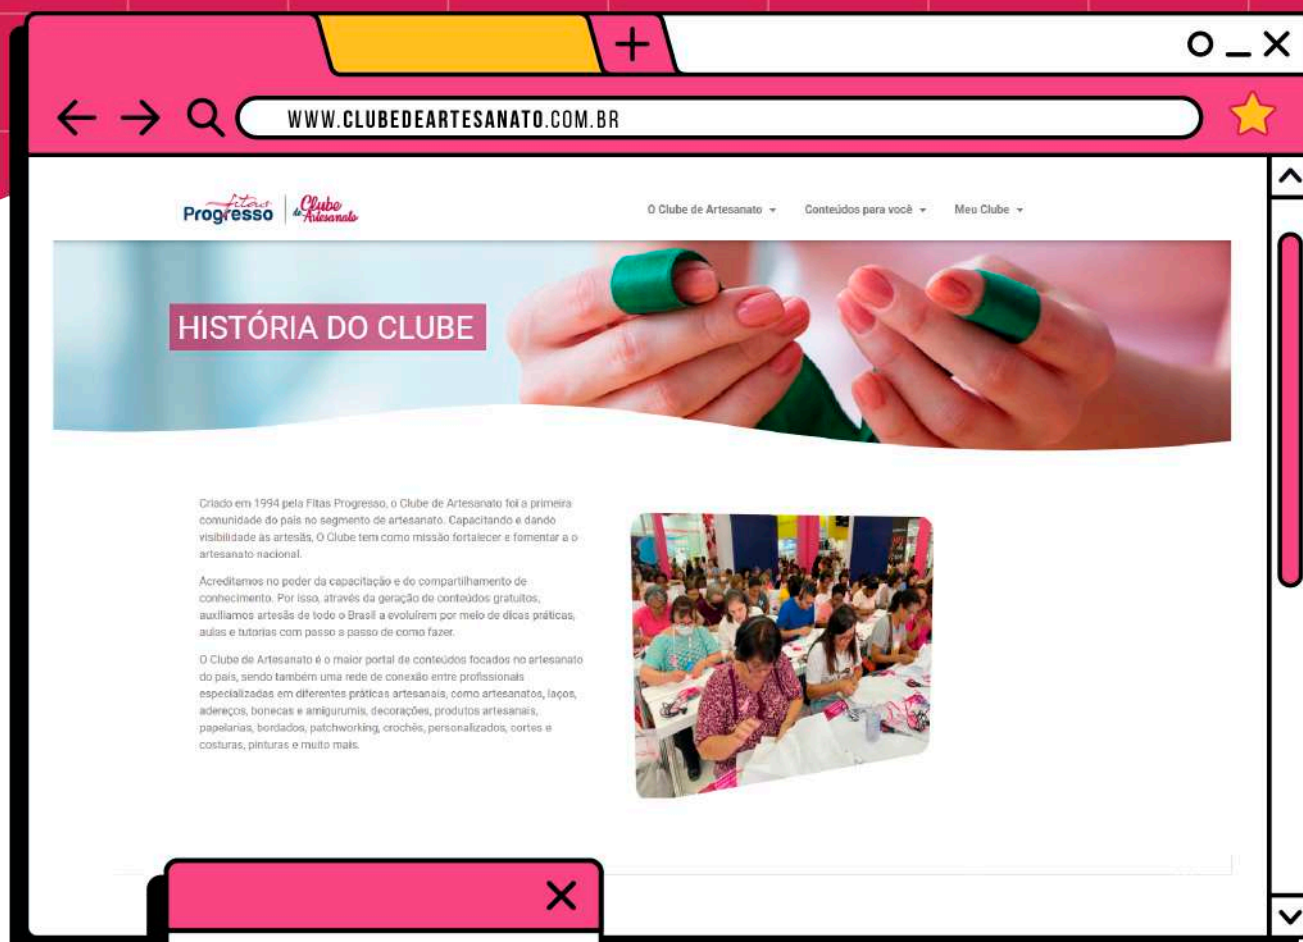 WWW.CLUBEDEARTESANATO.COM.BR
fitas
Progresso
Clube
de Artesanato
O Clube de Artesanato
Conteúdos para você
Meu Clube
HISTÓRIA DO CLUBE
Criado em 1994 pela Fitas Progresso, o Clube de Artesanato foi a primeira
comunidade do país no segmento de artesanato. Capacitando e dando
visibilidade às artesãs, O Clube tem como missão fortalecer e fomentar a o
artesanato nacional.
Acreditamos no poder da capacitação e do compartilhamento de
conhecimento. Por isso, através da geração de conteúdos gratuitos,
auxiliamos artesãs de todo o Brasil a evoluírem por meio de dicas práticas,
aulas e tutorias com passo a passo de como fazer.
O Clube de Artesanato é o maior portal de conteúdos focados no artesanato
do país, sendo também uma rede de conexão entre profissionais
especializadas em diferentes práticas artesanais, como artesanatos, laços,
adereços, bonecas e amigurumis, decorações, produtos artesanais,
papelarias, bordados, patchworking, crochês, personalizados, cortes e
costuras, pinturas e muito mais.